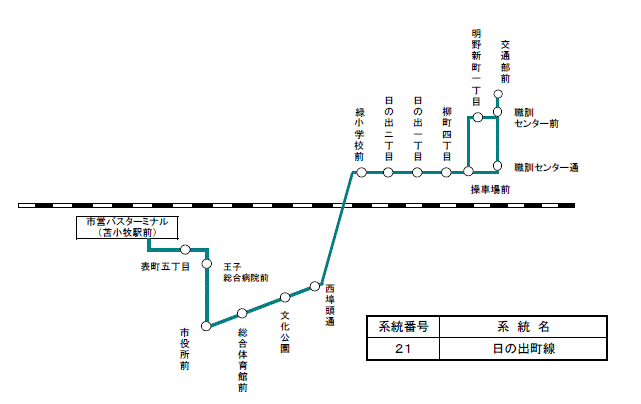 明野新町一丁目
交通部前
緑小学校前
日の出二丁目
日の出一丁目
柳町四丁目
職訓
センター前
職訓センター通
操車場前
市営バスターミナル
（苫小牧駅前）
表町五丁目
王子
総合病院前
西埠頭通
文化公園
総合体育館前
市役所前
系統番号
系 統 名
２１
日の出町線